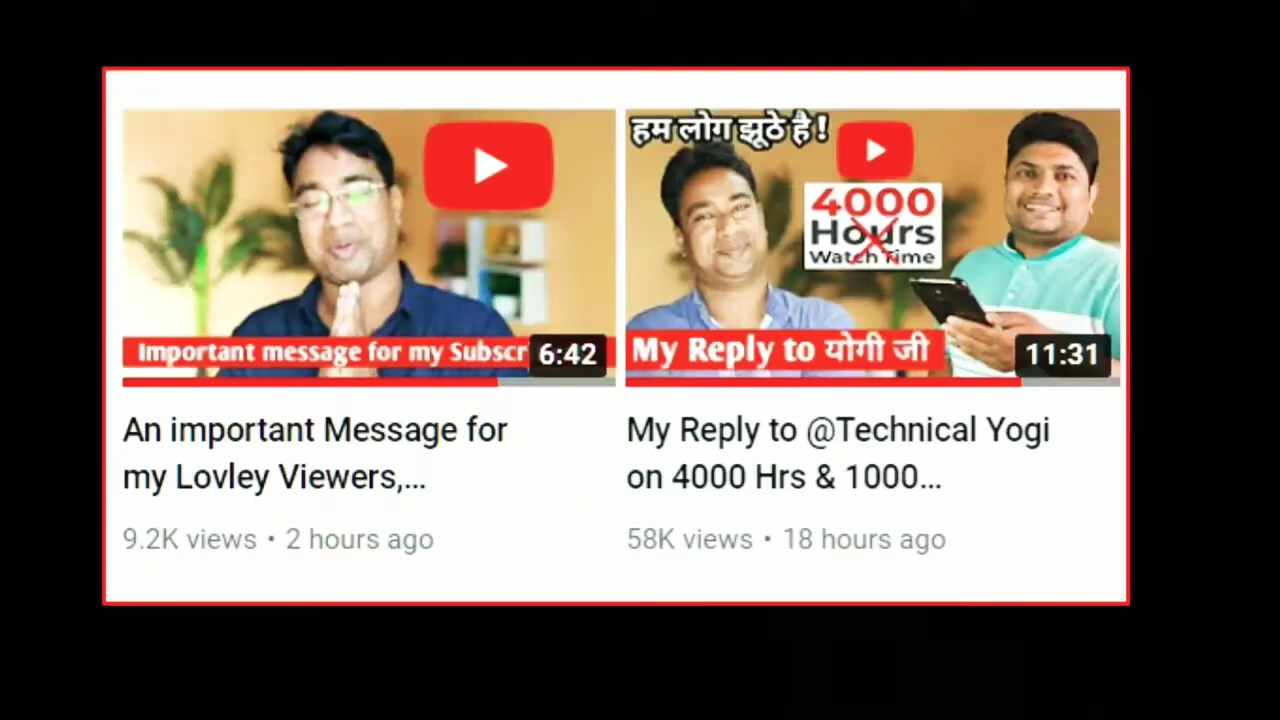 Important message for my Subscr
6:42
An important Message for
my Lovley Viewers,...
9.2K views • 2 hours ago
हम लोग झूठे है !
4000
Hours
Watch Time
My Reply to योगी जी
11:31
My Reply to @Technical Yogi
on 4000 Hrs & 1000...
58K views • 18 hours ago